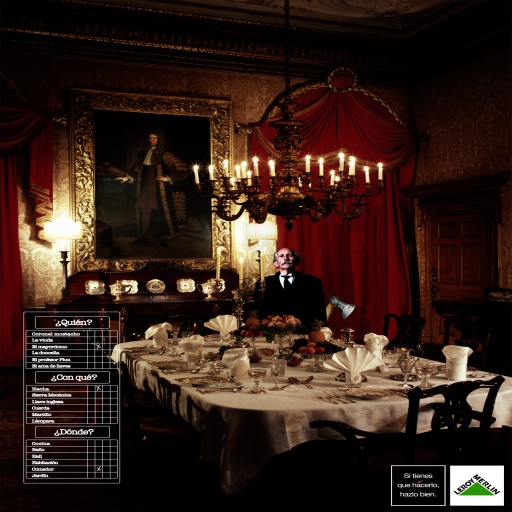 ¿Quién?
Coronel mostacho
La viuda
El mayordomo X
La doncella
El profesor Plum
El ama de llaves
¿Con qué?
Hacha X
Sierra Mecánica
Llave inglesa
Cuerda
Martillo
Lámpara
¿Dónde?
Cocina
Baño
Hall
Habitación
Comedor X
Jardín
Si tienes
que hacerlo,
hazlo bien.
LEROY MERLIN